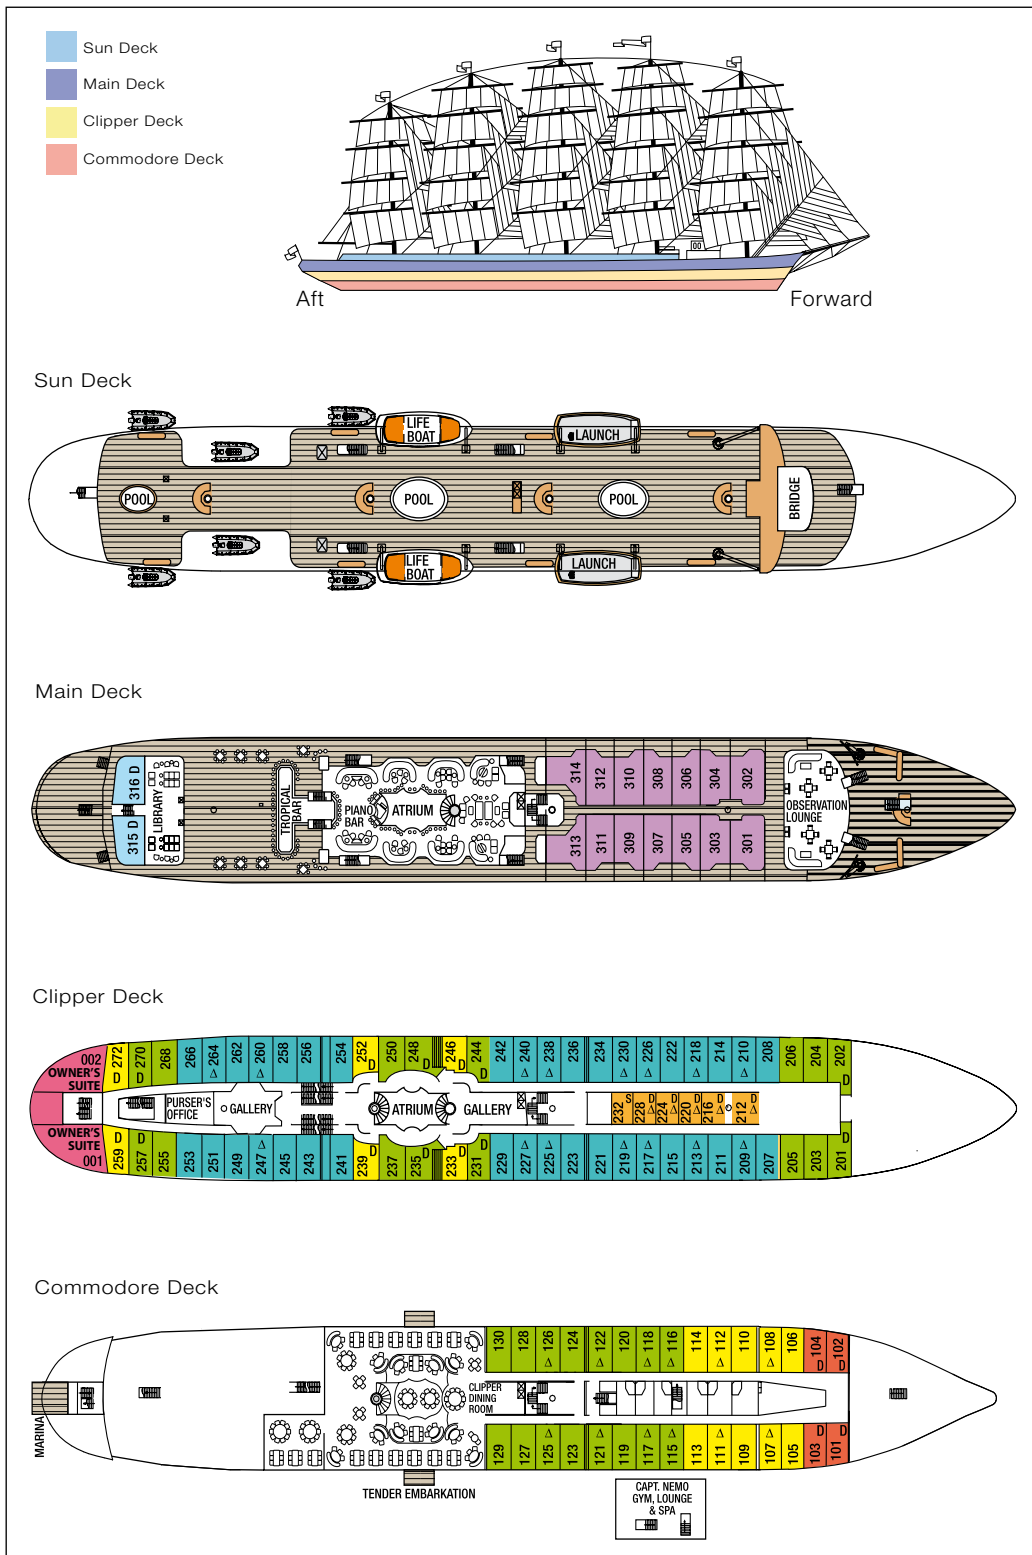 Sun Deck
Main Deck
Clipper Deck
Commodore Deck
Aft
Forward
Sun Deck
LIFE
BOAT
LAUNCH
POOL
POOL
POOL
BRIDGE
LIFE
BOAT
LAUNCH
Main Deck
316 D
315 D
LIBRARY
TROPICAL
BAR
PIANO
BAR
ATRIUM
314 312 310 308 306 304 302
313 311 309 307 305 303 301
OBSERVATION
LOUNGE
Clipper Deck
002
OWNER'S
SUITE
272 D
270 D
268
266
264 △
262
260 △
258
256
254
252 D
250
248 D
246 D
244 D
242
240 △
238 △
236
234
230 △
226 △
222
218 △
214
210 △
208
206
204
202 D
PURSER'S
OFFICE
GALLERY
ATRIUM
GALLERY
232 S
228 D △
224 D △
220 D △
216 D △
212 D △
OWNER'S
SUITE
001
259 D
257 D
255
253
251
249
247 △
245
243
241
239 D
237
235 D
233 D
231 D
229
227 △
225 △
223
221
219 △
217 △
215
213 △
211
209 △
207
205
203
201 D
Commodore Deck
130
128
126 △
124
122 △
120
118 △
116 △
114
112 △
110
108 △
106
104 D
102 D
CLIPPER
DINING
ROOM
MARINA
129
127
125 △
123
121 △
119
117 △
115 △
113
111 △
109
107 △
105
103 D
101 D
TENDER EMBARKATION
CAPT. NEMO
GYM, LOUNGE
& SPA